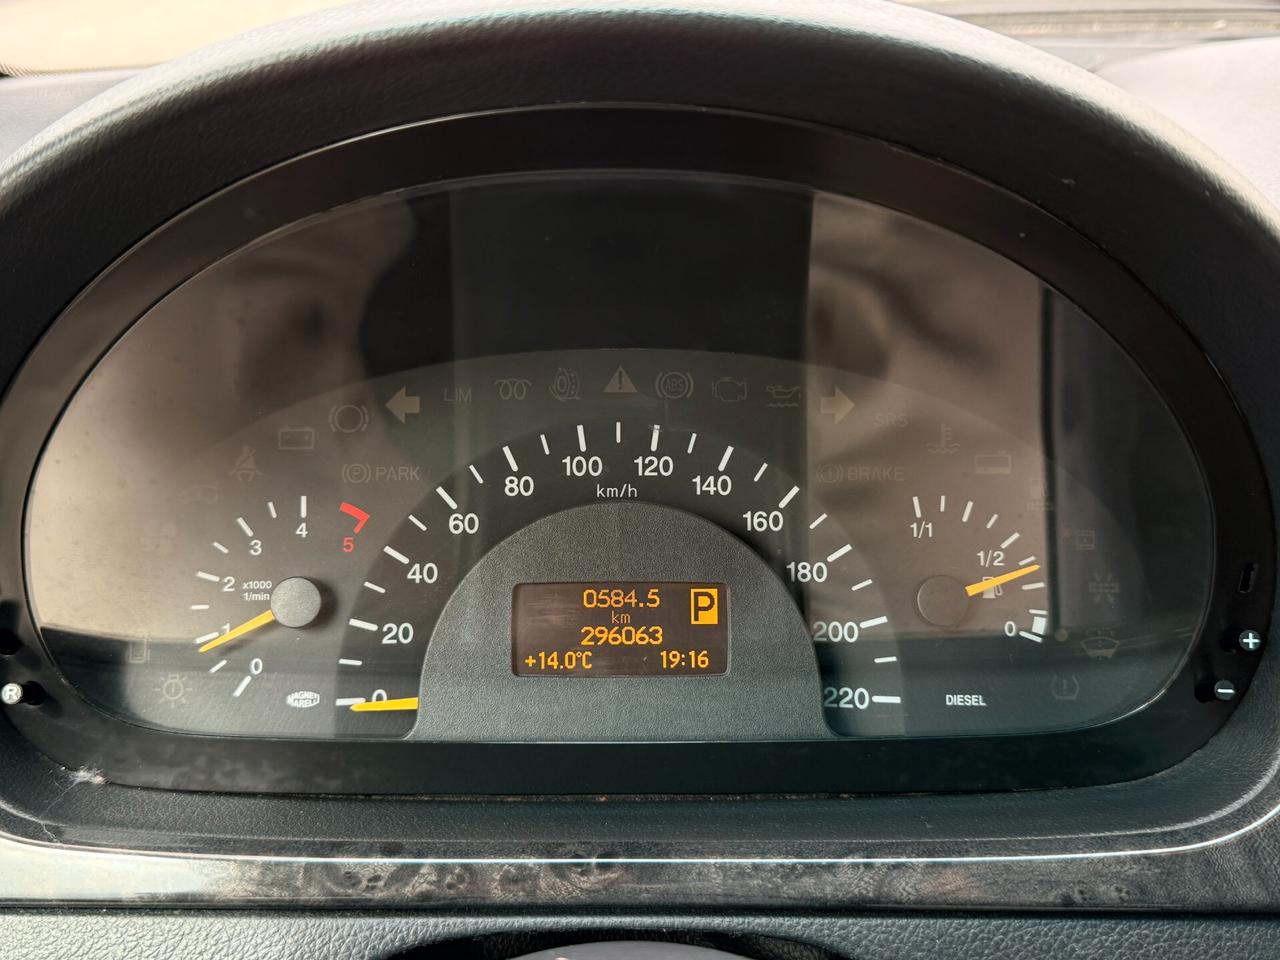 LIM
ABS
SRS
P PARK
BRAKE
0
1
2
3
4
5
x1000
1/min
0
20
40
60
80
100
120
140
160
180
200
220
km/h
0584.5
km
296063
P
+14.0°C 19:16
1/1
1/2
0
MAGNETI
MARELLI
DIESEL
R
+
−